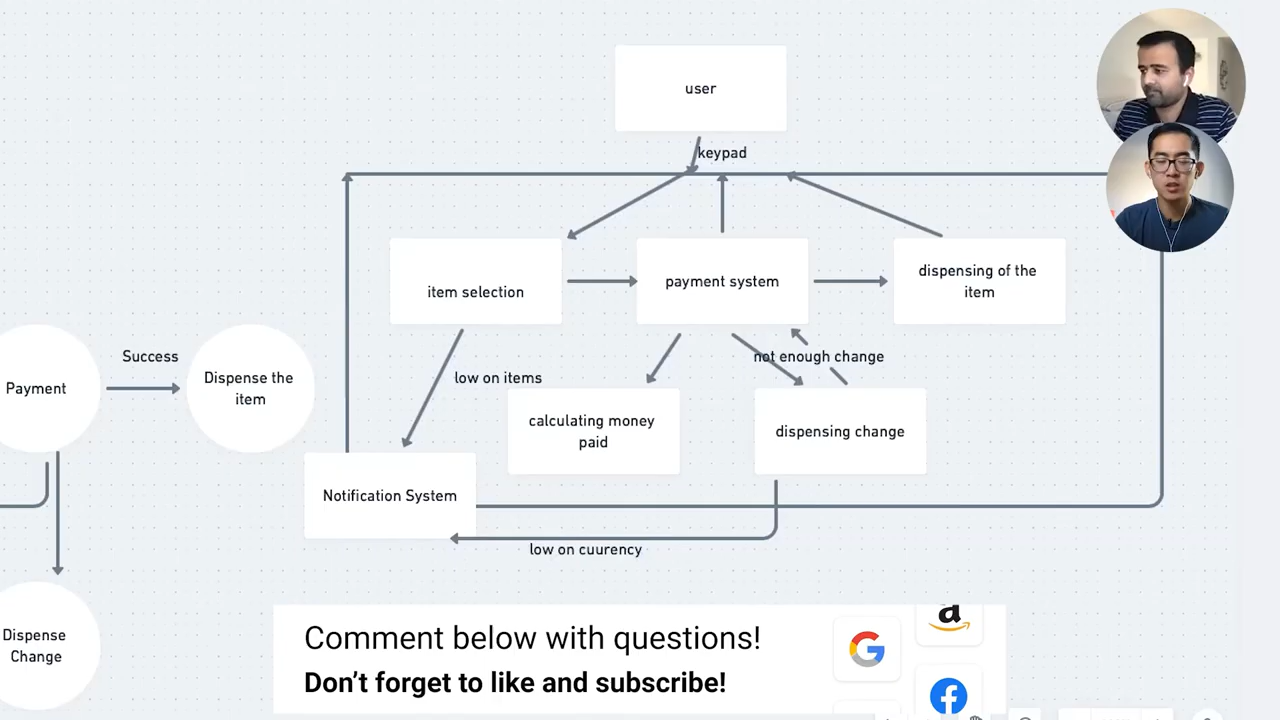 user
keypad
item selection
payment system
dispensing of the
item
Success
Payment
Dispense the
item
not enough change
low on items
calculating money
paid
dispensing change
Notification System
low on cuurency
Dispense
Change
Comment below with questions!
Don’t forget to like and subscribe!